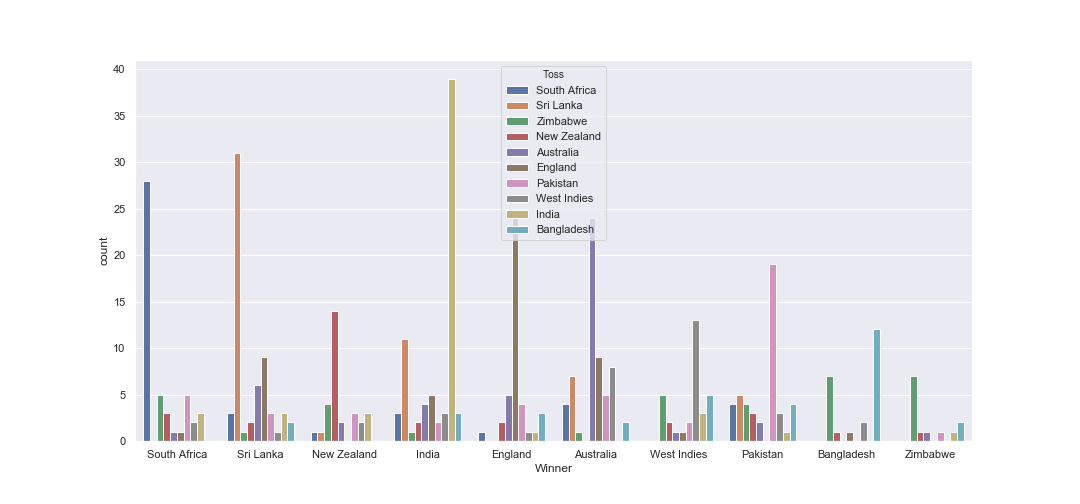 Toss
South Africa
Sri Lanka
Zimbabwe
New Zealand
Australia
England
Pakistan
West Indies
India
Bangladesh
40
35
30
25
20
15
10
5
0
count
South Africa Sri Lanka New Zealand India England Australia West Indies Pakistan Bangladesh Zimbabwe
Winner